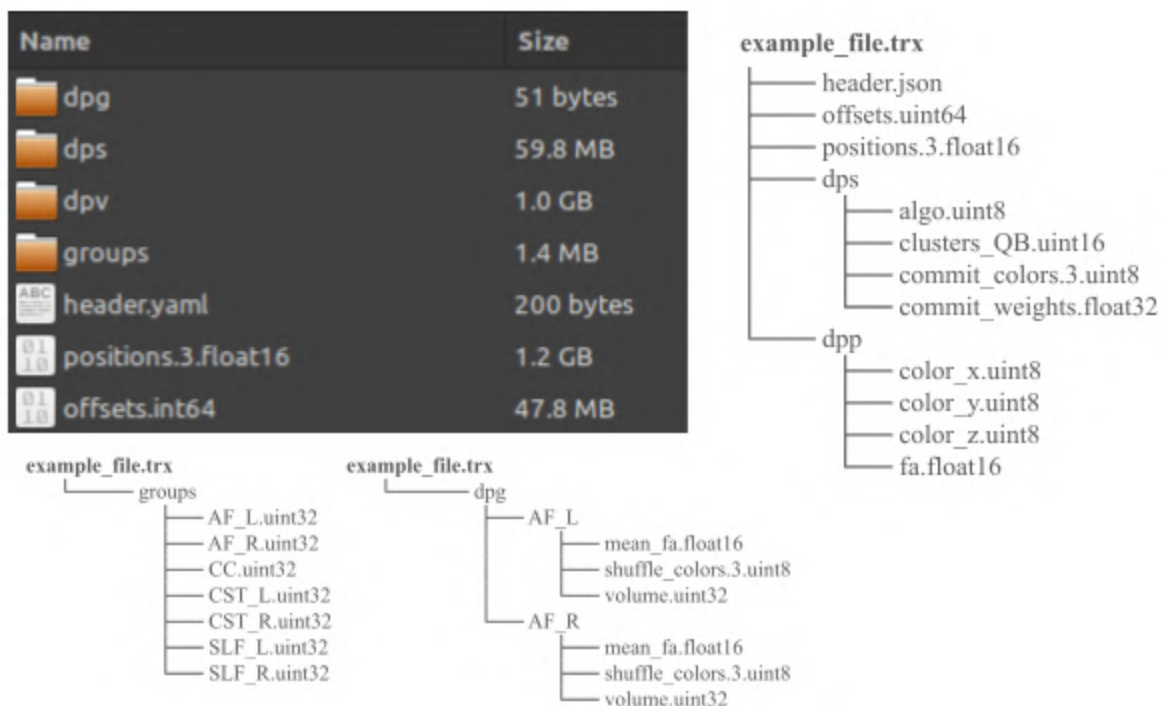 Name Size
dpg 51 bytes
dps 59.8 MB
dpv 1.0 GB
groups 1.4 MB
ABC header.yaml 200 bytes
01 10 positions.3.float16 1.2 GB
01 10 offsets.int64 47.8 MB
example_file.trx
header.json
offsets.uint64
positions.3.float16
dps
algo.uint8
clusters_QB.uint16
commit_colors.3.uint8
commit_weights.float32
dpp
color_x.uint8
color_y.uint8
color_z.uint8
fa.float16
example_file.trx
groups
AF_L.uint32
AF_R.uint32
CC.uint32
CST_L.uint32
CST_R.uint32
SLF_L.uint32
SLF_R.uint32
example_file.trx
dpg
AF_L
mean_fa.float16
shuffle_colors.3.uint8
volume.uint32
AF_R
mean_fa.float16
shuffle_colors.3.uint8
volume.uint32